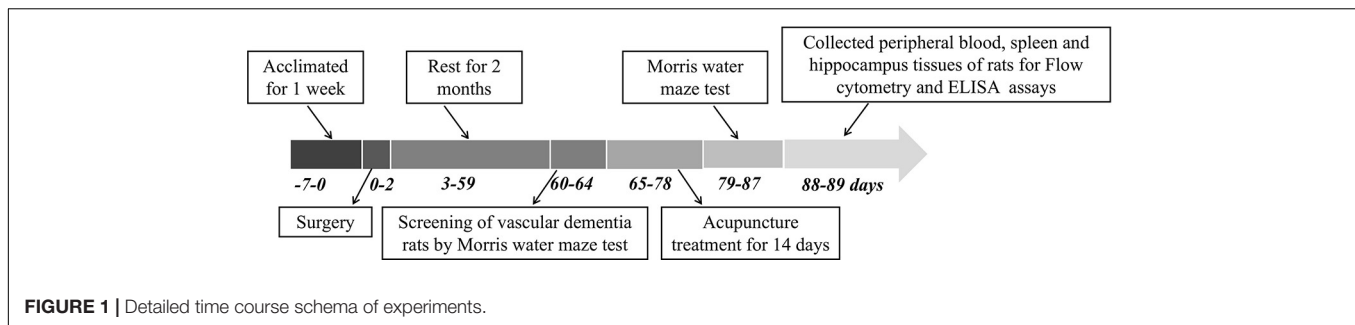 Acclimated
for 1 week
Rest for 2
months
Morris water
maze test
Collected peripheral blood, spleen and
hippocampus tissues of rats for Flow
cytometry and ELISA assays
-7-0
0-2
3-59
60-64
65-78
79-87
88-89 days
Surgery
Screening of vascular dementia
rats by Morris water maze test
Acupuncture
treatment for 14 days
FIGURE 1 | Detailed time course schema of experiments.